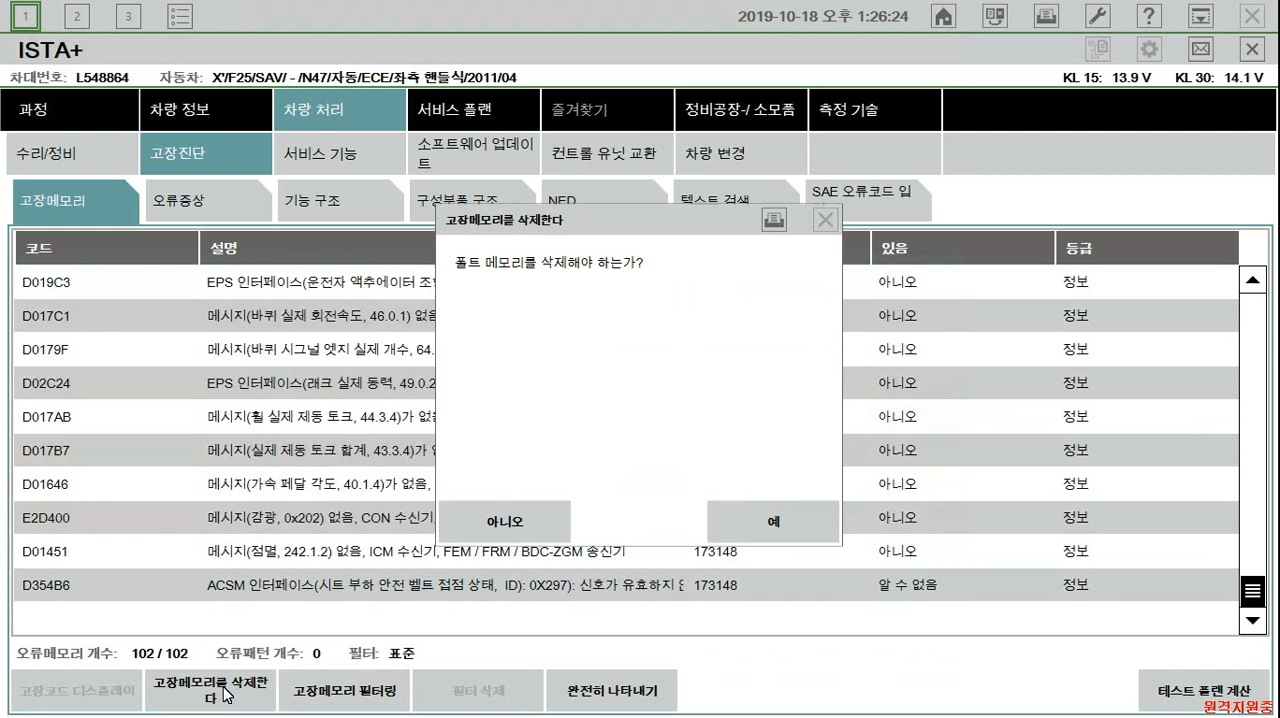 1 2 3 2019-10-18 오후 1:26:24 ?
ISTA+
차대번호: L548864 자동차: X'/F25/SAV/ - /N47/자동/ECE/좌측 핸들식/2011/04 KL 15: 13.9 V KL 30: 14.1 V
과정 차량 정보 차량 처리 서비스 플랜 즐겨찾기 정비공장-/ 소모품 측정 기술
수리/정비 고장진단 서비스 기능 소프트웨어 업데이 컨트롤 유닛 교환 차량 변경
트
고장메모리 오류증상 기능 구조 구성부품 구조 텍스트 검색 SAE 오류코드 입
고장메모리를 삭제한다
코드 설명 있음 등급
폴트 메모리를 삭제해야 하는가?
D019C3 EPS 인터페이스(운전자 액추에이터 조 아니오 정보
D017C1 메시지(바퀴 실제 회전속도, 46.0.1) 없음 아니오 정보
D0179F 메시지(바퀴 시그널 엣지 실제 개수, 64. 아니오 정보
D02C24 EPS 인터페이스(래크 실제 동력, 49.0.2 아니오 정보
D017AB 메시지(휠 실제 제동 토크, 44.3.4)가 없 아니오 정보
D017B7 메시지(실제 제동 토크 합계, 43.3.4)가 아니오 정보
D01646 메시지(가속 페달 각도, 40.1.4)가 없음, 아니오 정보
E2D400 메시지(감광, 0x202) 없음, CON 수신기, 아니오 정보
아니오 예
D01451 메시지(점멸, 242.1.2) 없음, ICM 수신기, FEM / FRM / BDC-ZGM 송신기 173148 아니오 정보
D354B6 ACSM 인터페이스(시트 부하 안전 벨트 접점 상태, ID): 0X297): 신호가 유효하지 173148 알 수 없음 정보
오류메모리 개수: 102 / 102 오류패턴 개수: 0 필터: 표준
고장코드 디스플레이 고장메모리를 삭제한 고장메모리 필터링 필터 삭제 완전히 나타내기 테스트 플랜 계산
다
원격지원중